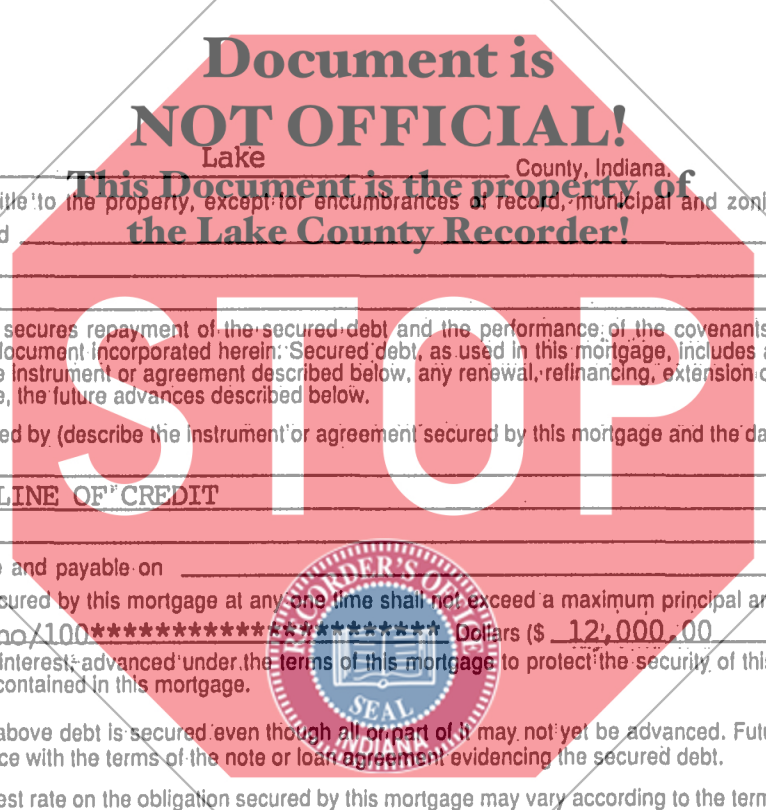 Document is
NOT OFFICIAL!
Lake County, Indiana.
This Document is the property of
itle to the property, except for encumbrances of record, municipal and zoni
d
the Lake County Recorder!
STOP
secures repayment of the secured debt and the performance of the covenants
document incorporated herein. Secured debt, as used in this mortgage, includes a
e instrument or agreement described below, any renewal, refinancing, extension o
e, the future advances described below.
ed by (describe the instrument or agreement secured by this mortgage and the da
LINE OF CREDIT
e and payable on
cured by this mortgage at any one time shall not exceed a maximum principal am
no/100*********************** Dollars ($ 12,000.00
interest, advanced under the terms of this mortgage to protect the security of this
contained in this mortgage.
RECORDER'S OFFICE
SEAL
INDIANA
above debt is secured even though all or part of it may not yet be advanced. Futu
ce with the terms of the note or loan agreement evidencing the secured debt.
est rate on the obligation secured by this mortgage may vary according to the term